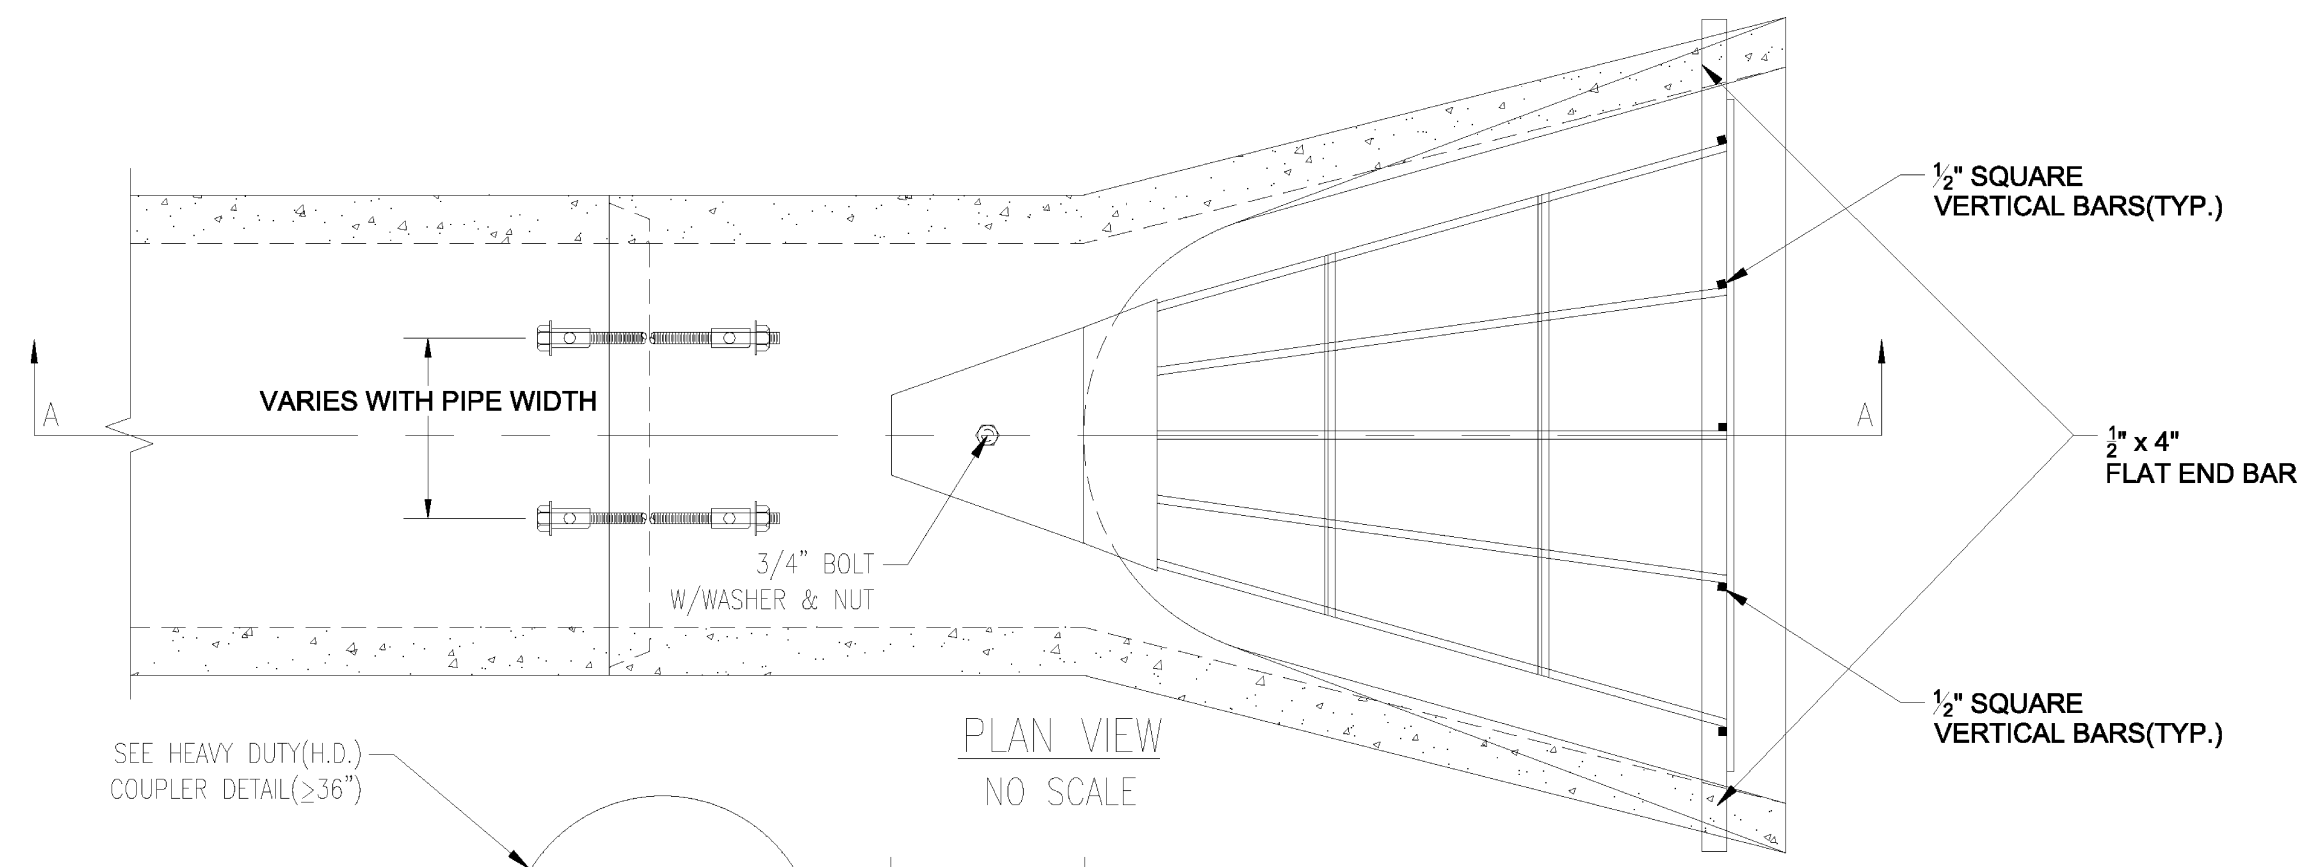 ½" SQUARE
VERTICAL BARS(TYP.)
A
VARIES WITH PIPE WIDTH
A
½" x 4"
FLAT END BAR
3/4" BOLT
W/WASHER & NUT
½" SQUARE
VERTICAL BARS(TYP.)
PLAN VIEW
NO SCALE
SEE HEAVY DUTY(H.D.)
COUPLER DETAIL(≥36")